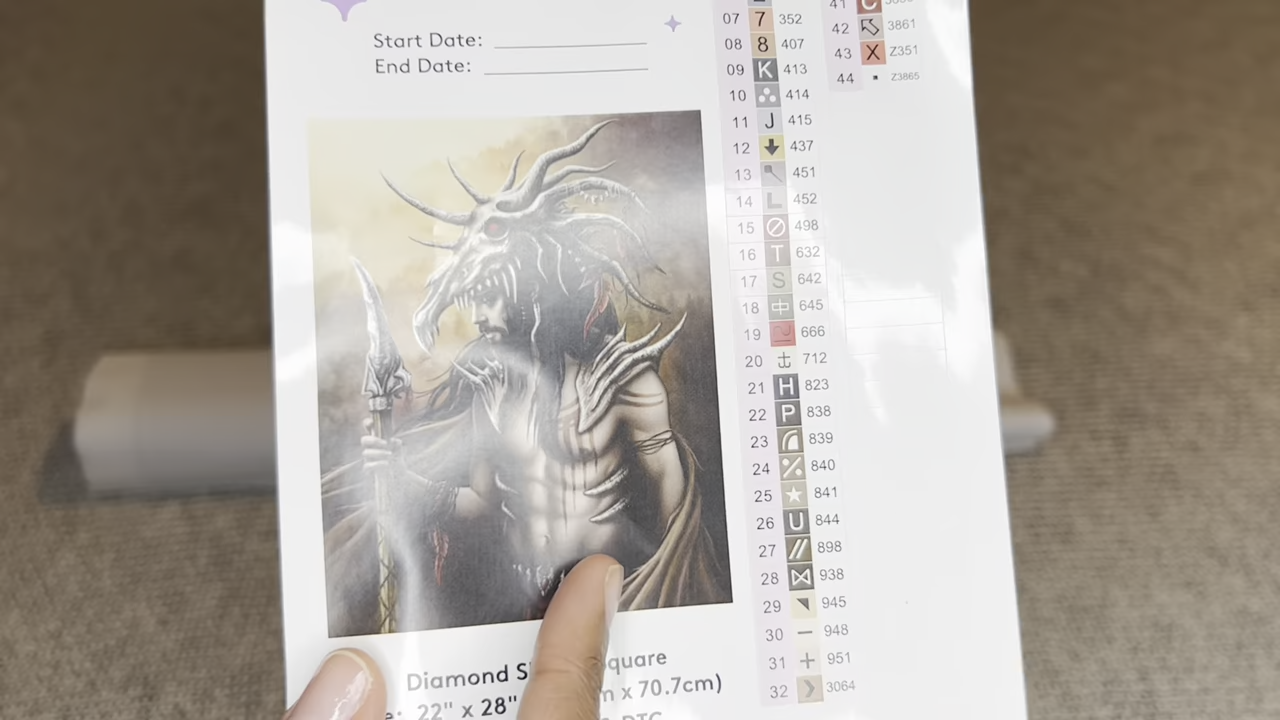 Start Date:
End Date:
07 7 352
08 8 407
09 K 413
10 414
11 J 415
12 437
13 451
14 L 452
15 498
16 T 632
17 S 642
18 中 645
19 666
20 712
21 H 823
22 P 838
23 839
24 840
25 841
26 U 844
27 // 898
28 938
29 945
30 − 948
31 + 951
32 3064
41 C
42 3861
43 X Z351
44 Z3865
Diamond
22" x 28"
x 70.7cm)